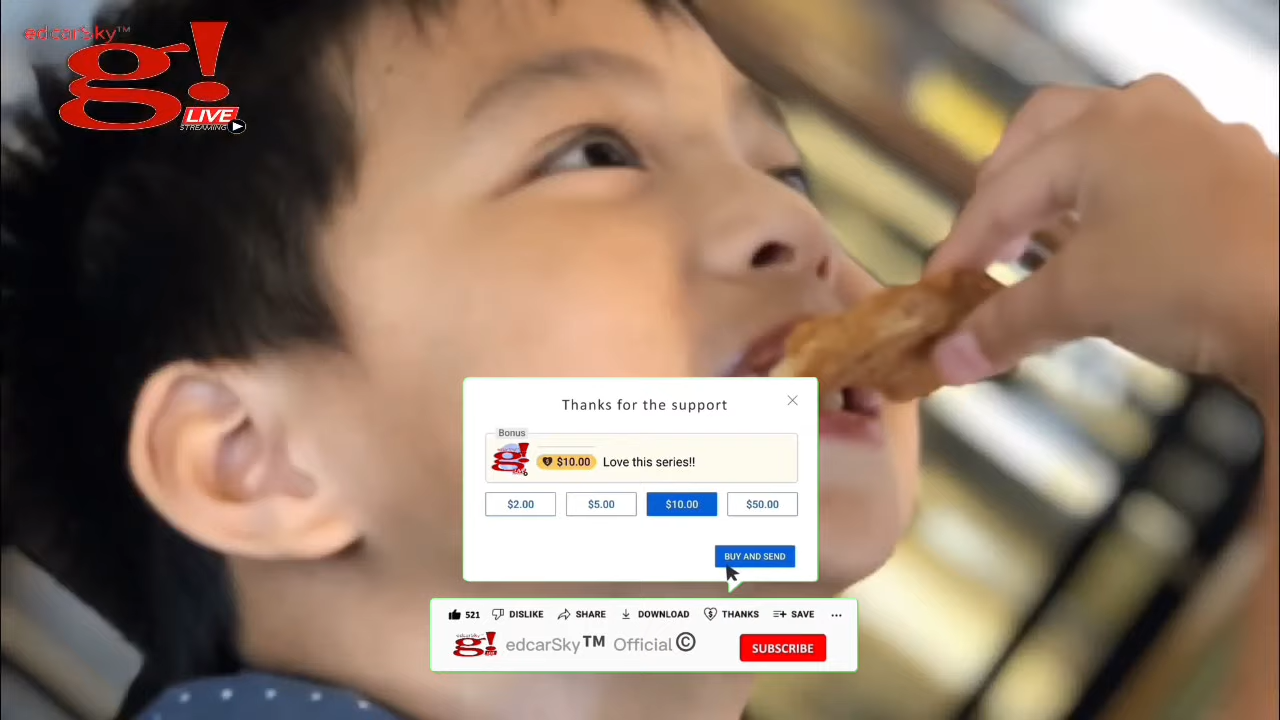 edcarSky™
g!
LIVE
STREAMING
Thanks for the support
Bonus
$10.00 Love this series!!
$2.00 $5.00 $10.00 $50.00
BUY AND SEND
521 DISLIKE SHARE DOWNLOAD THANKS SAVE ...
edcarSky™
g!
edcarSky™ Official©
SUBSCRIBE